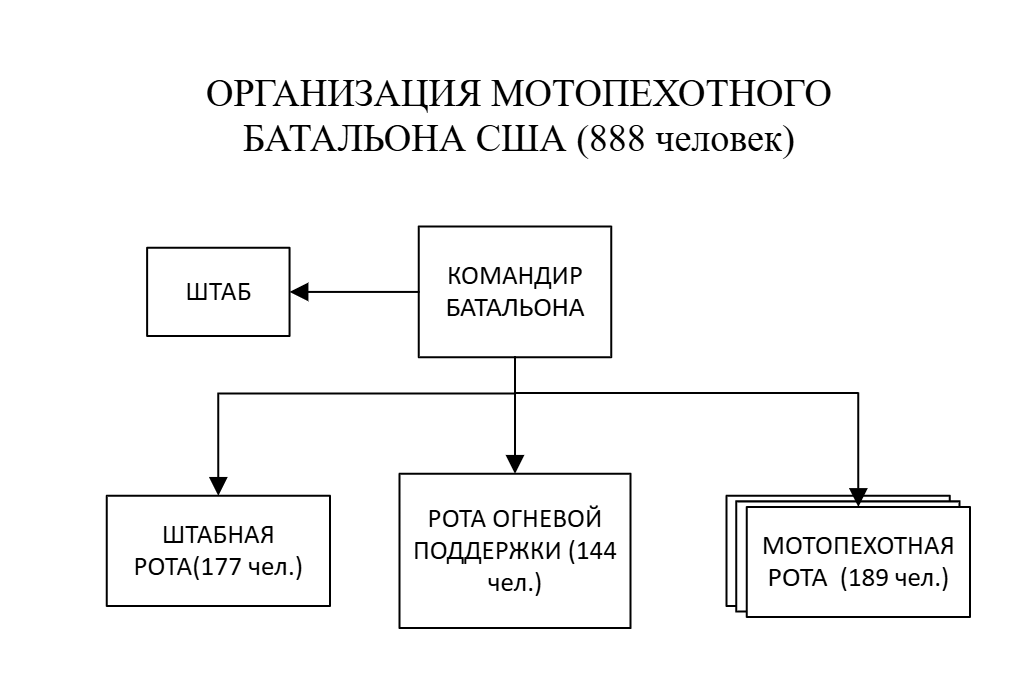 ОРГАНИЗАЦИЯ МОТОПЕХОТНОГО
БАТАЛЬОНА США (888 человек)
ШТАБ
КОМАНДИР
БАТАЛЬОНА
ШТАБНАЯ
РОТА(177 чел.)
РОТА ОГНЕВОЙ
ПОДДЕРЖКИ (144
чел.)
МОТОПЕХОТНАЯ
РОТА (189 чел.)